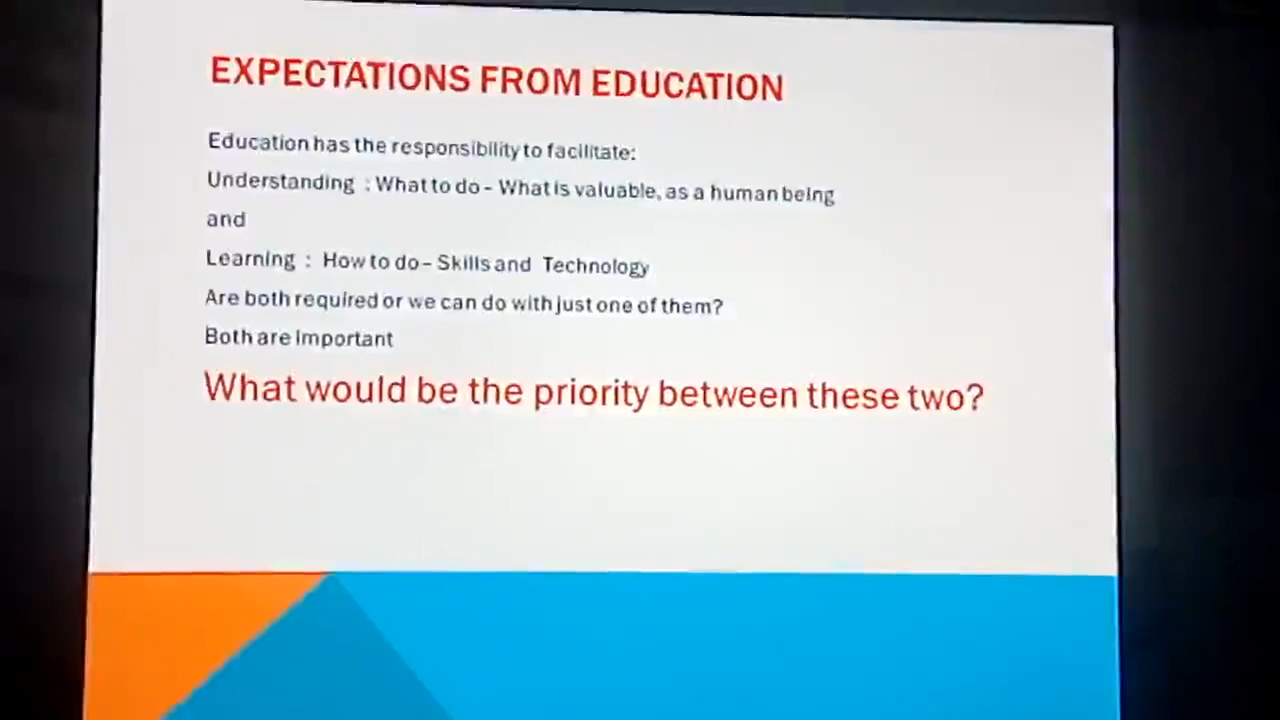 EXPECTATIONS FROM EDUCATION
Education has the responsibility to facilitate:
Understanding : What to do - What is valuable, as a human being
and
Learning : How to do – Skills and Technology
Are both required or we can do with just one of them?
Both are important
What would be the priority between these two?